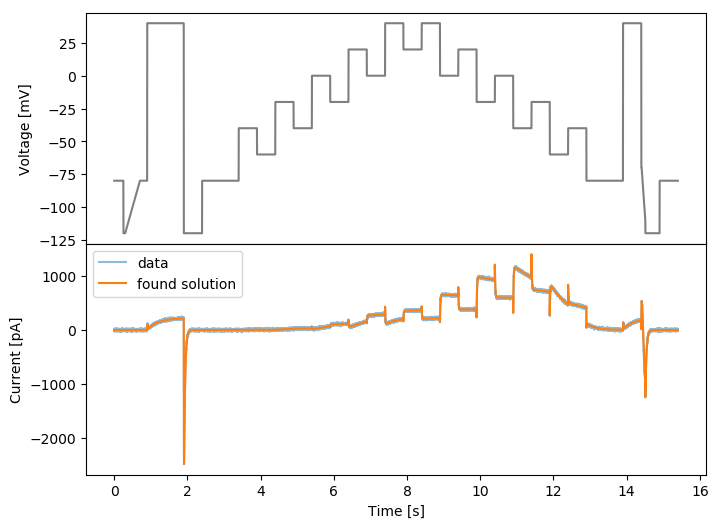 25
0
−25
−50
−75
−100
−125
Voltage [mV]
data
found solution
1000
0
−1000
−2000
Current [pA]
0 2 4 6 8 10 12 14 16
Time [s]